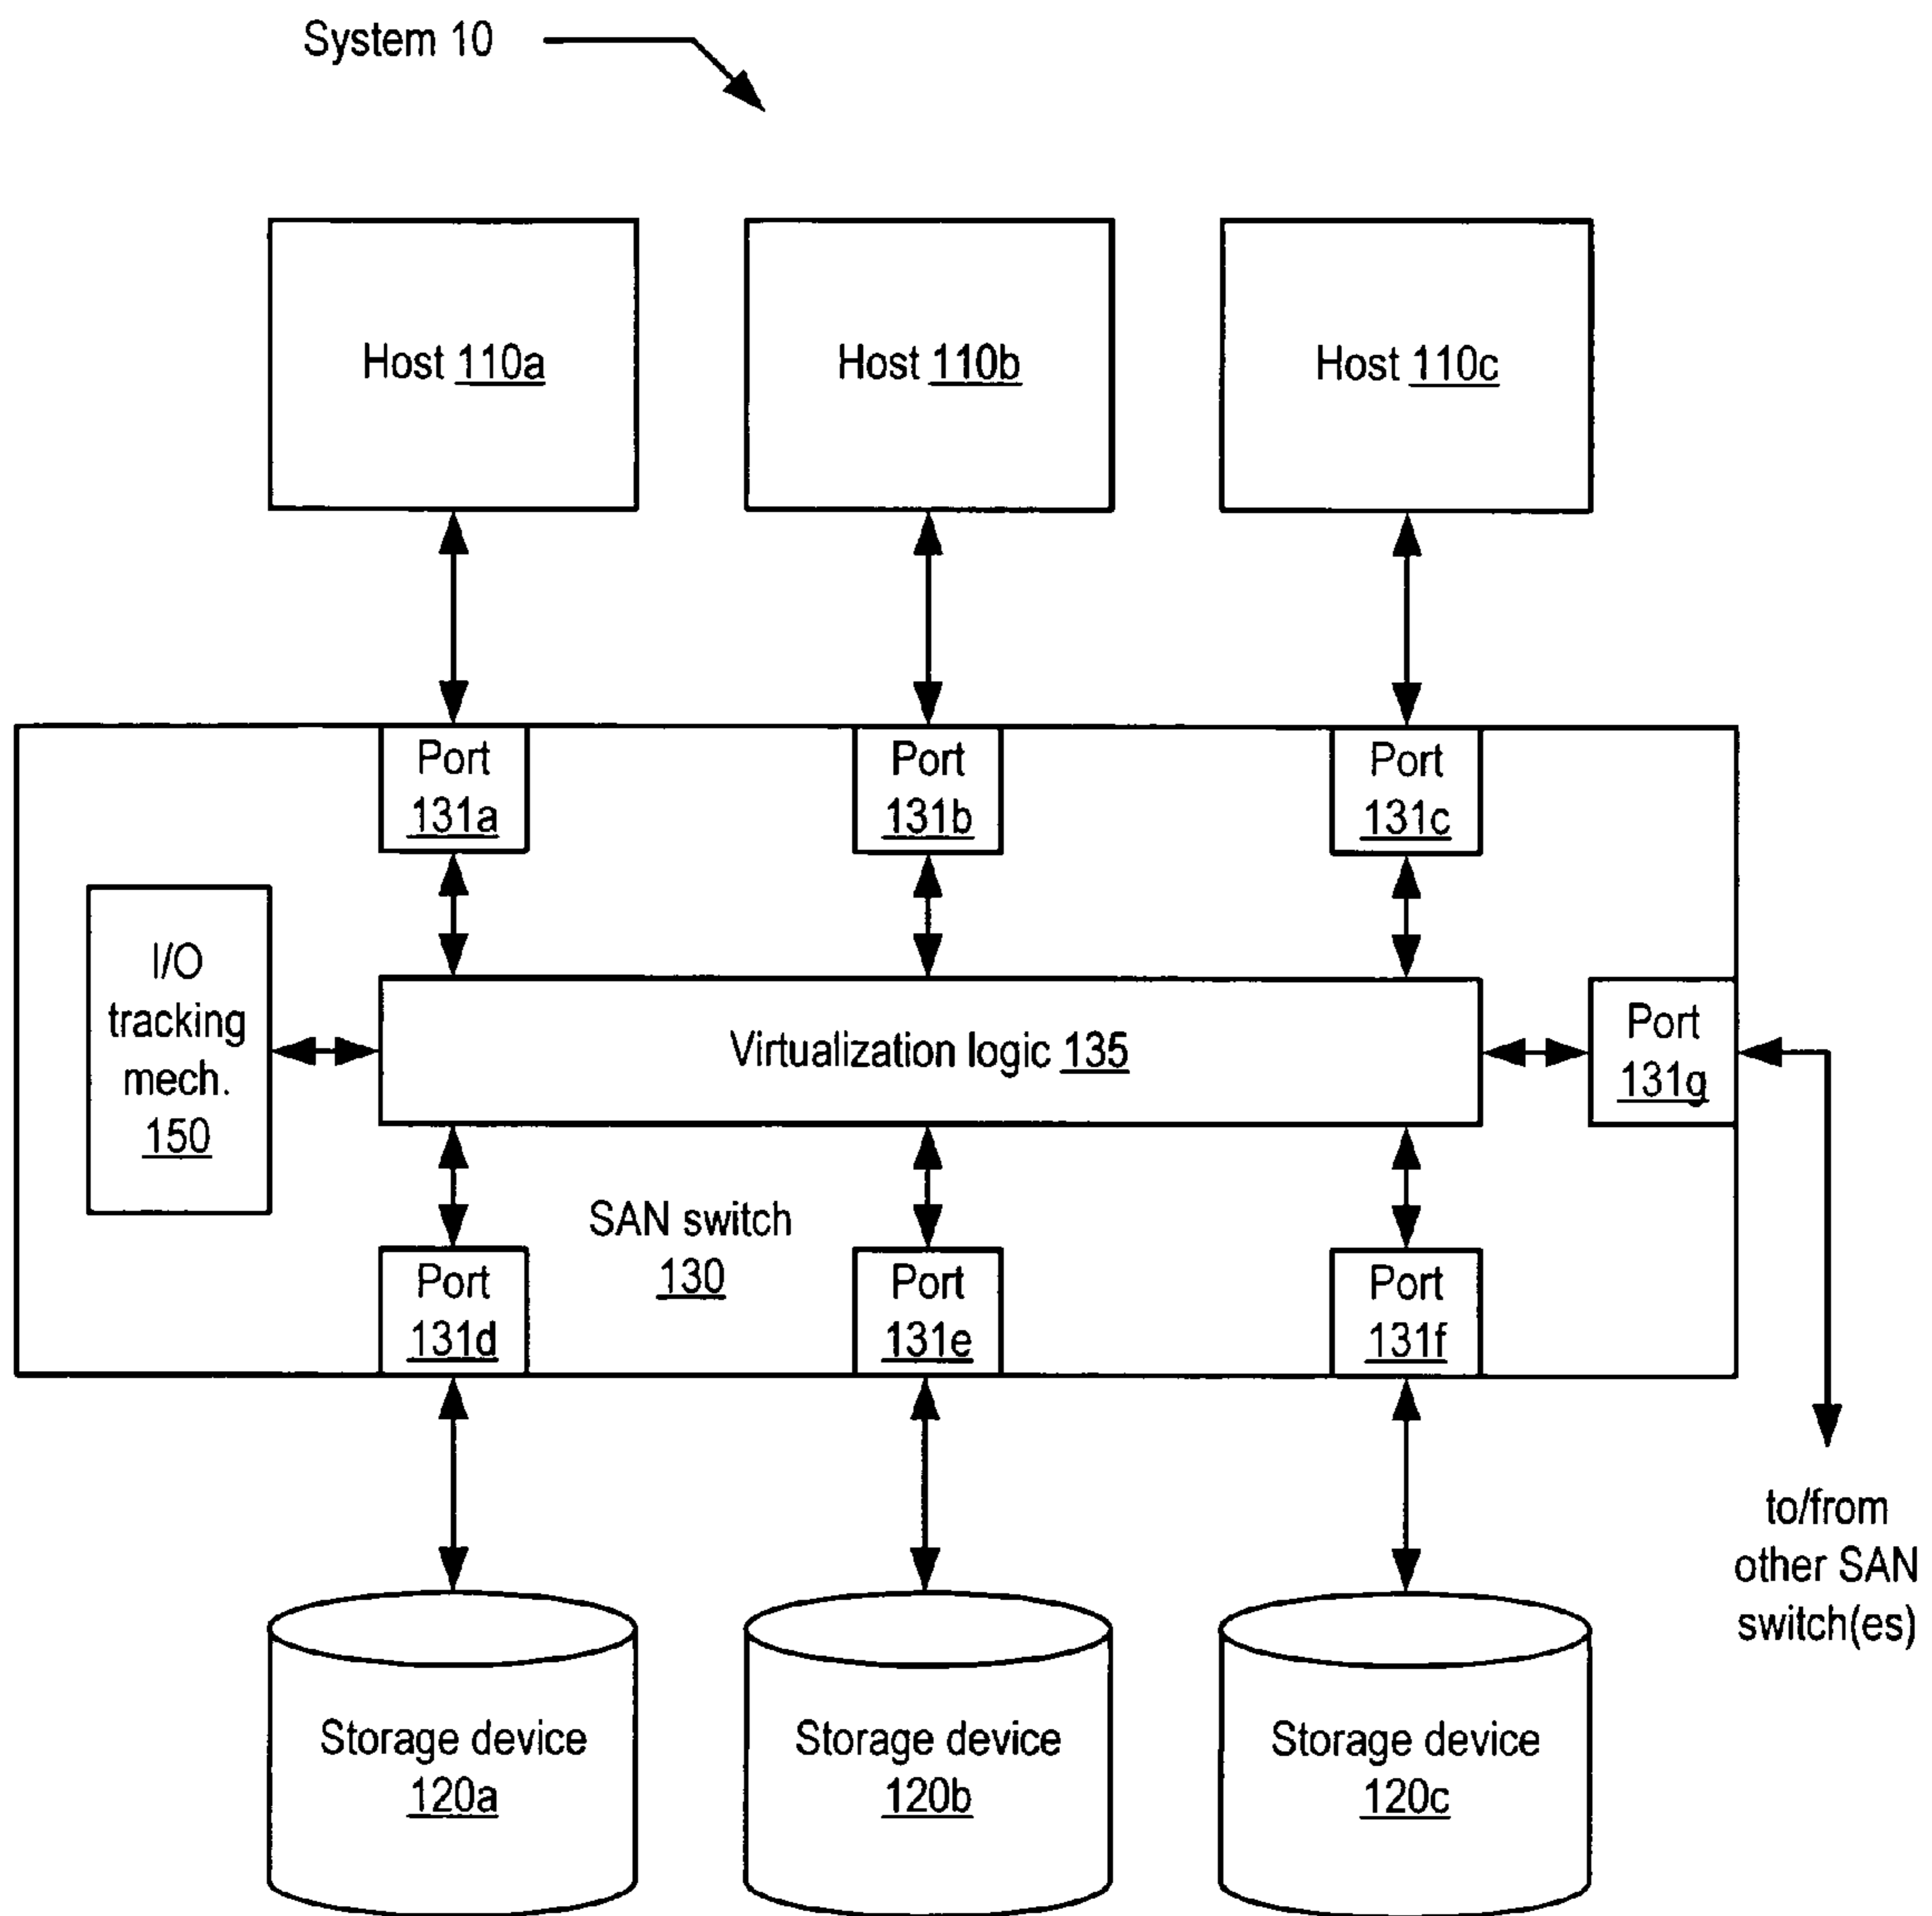 System 10
Host 110a
Host 110b
Host 110c
Port
131a
Port
131b
Port
131c
I/O
tracking
mech.
150
Virtualization logic 135
Port
131g
SAN switch
130
Port
131d
Port
131e
Port
131f
to/from
other SAN
switch(es)
Storage device
120a
Storage device
120b
Storage device
120c